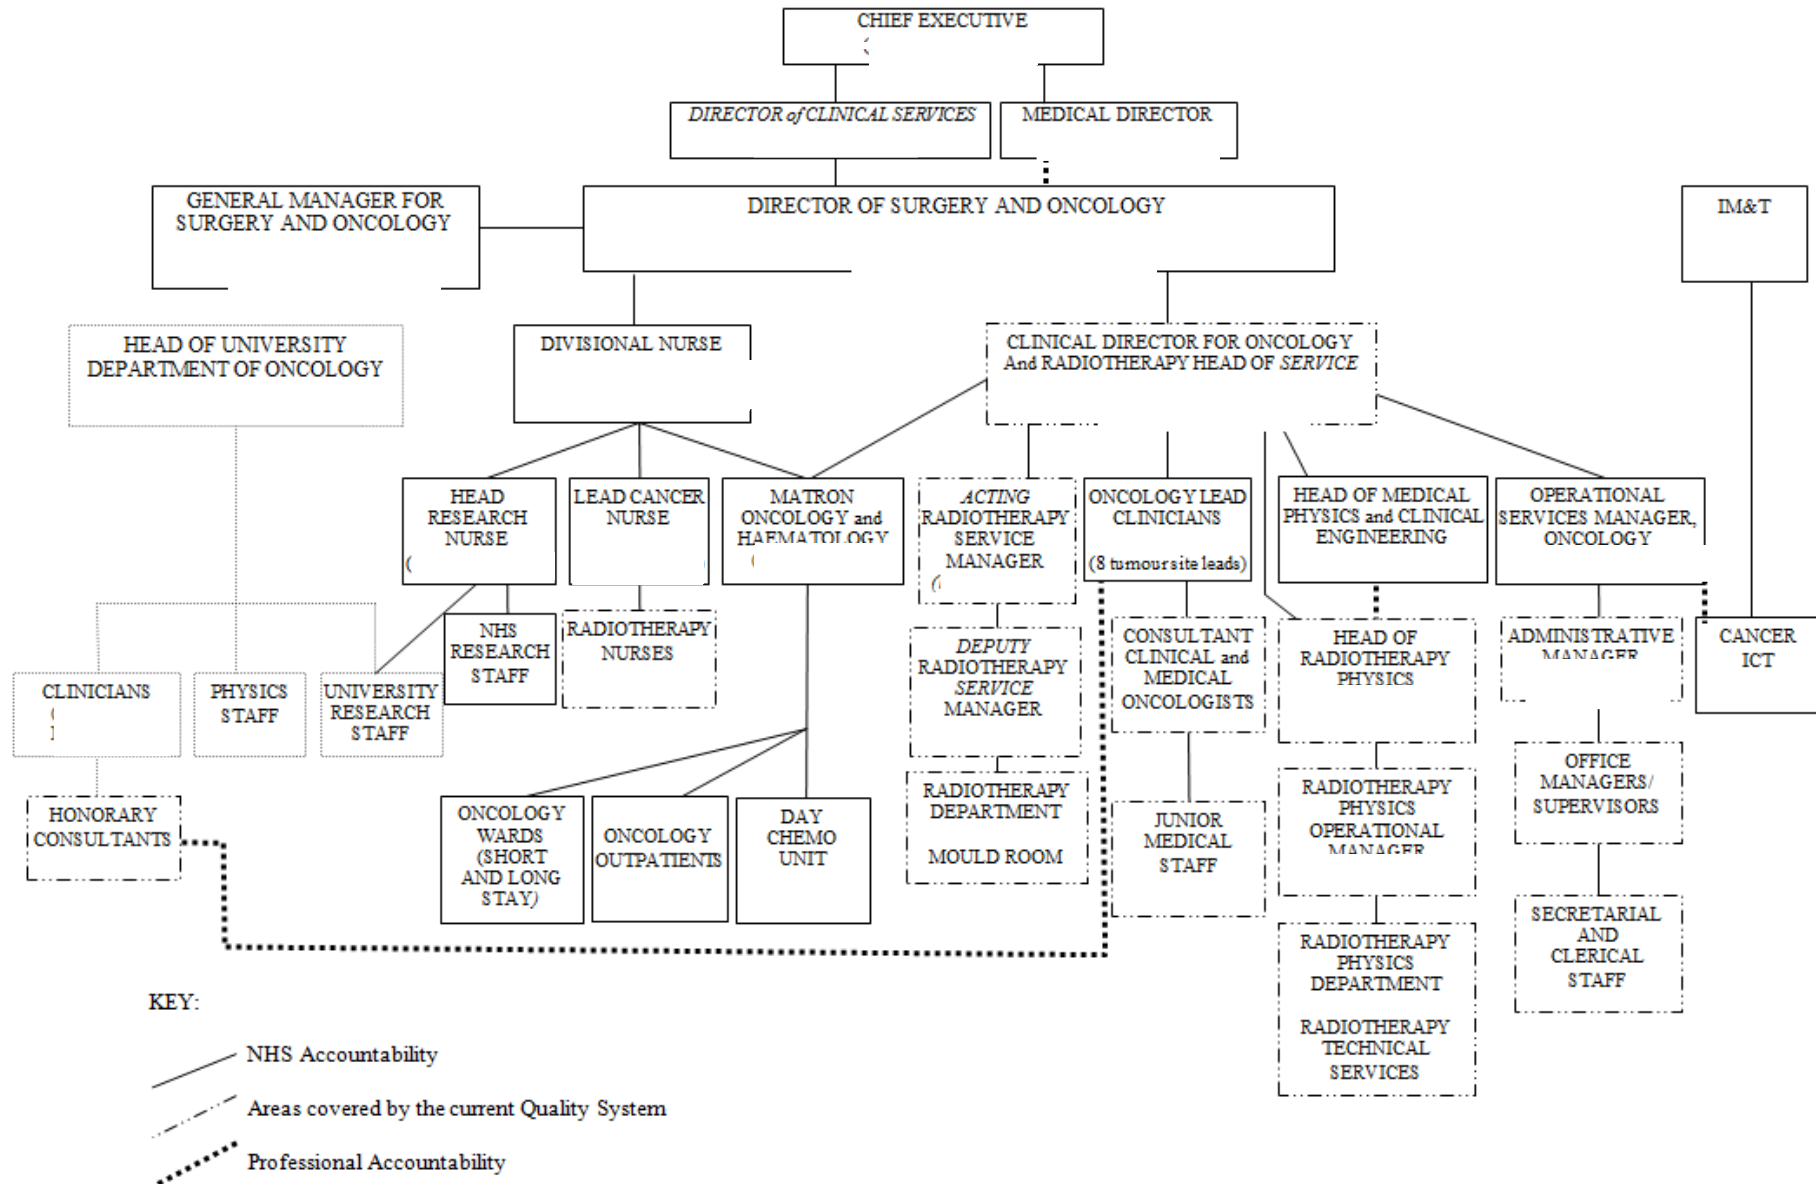 CHIEF EXECUTIVE
DIRECTOR of CLINICAL SERVICES
MEDICAL DIRECTOR
GENERAL MANAGER FOR
SURGERY AND ONCOLOGY
DIRECTOR OF SURGERY AND ONCOLOGY
IM&T
HEAD OF UNIVERSITY
DEPARTMENT OF ONCOLOGY
DIVISIONAL NURSE
CLINICAL DIRECTOR FOR ONCOLOGY
And RADIOTHERAPY HEAD OF SERVICE
HEAD
RESEARCH
NURSE
(
LEAD CANCER
NURSE
MATRON
ONCOLOGY and
HAEMATOLOGY
(
ACTING
RADIOTHERAPY
SERVICE
MANAGER
(
ONCOLOGY LEAD
CLINICIANS
(8 tumour site leads)
HEAD OF MEDICAL
PHYSICS and CLINICAL
ENGINEERING
OPERATIONAL
SERVICES MANAGER,
ONCOLOGY
CLINICIANS
PHYSICS
STAFF
UNIVERSITY
RESEARCH
STAFF
NHS
RESEARCH
STAFF
RADIOTHERAPY
NURSES
DEPUTY
RADIOTHERAPY
SERVICE
MANAGER
CONSULTANT
CLINICAL and
MEDICAL
ONCOLOGISTS
HEAD OF
RADIOTHERAPY
PHYSICS
ADMINISTRATIVE
MANAGER
CANCER
ICT
HONORARY
CONSULTANTS
ONCOLOGY
WARDS
(SHORT
AND LONG
STAY)
ONCOLOGY
OUTPATIENTS
DAY
CHEMO
UNIT
RADIOTHERAPY
DEPARTMENT
MOULD ROOM
JUNIOR
MEDICAL
STAFF
RADIOTHERAPY
PHYSICS
OPERATIONAL
MANAGER
OFFICE
MANAGERS/
SUPERVISORS
RADIOTHERAPY
PHYSICS
DEPARTMENT
RADIOTHERAPY
TECHNICAL
SERVICES
SECRETARIAL
AND
CLERICAL
STAFF
KEY:
NHS Accountability
Areas covered by the current Quality System
Professional Accountability